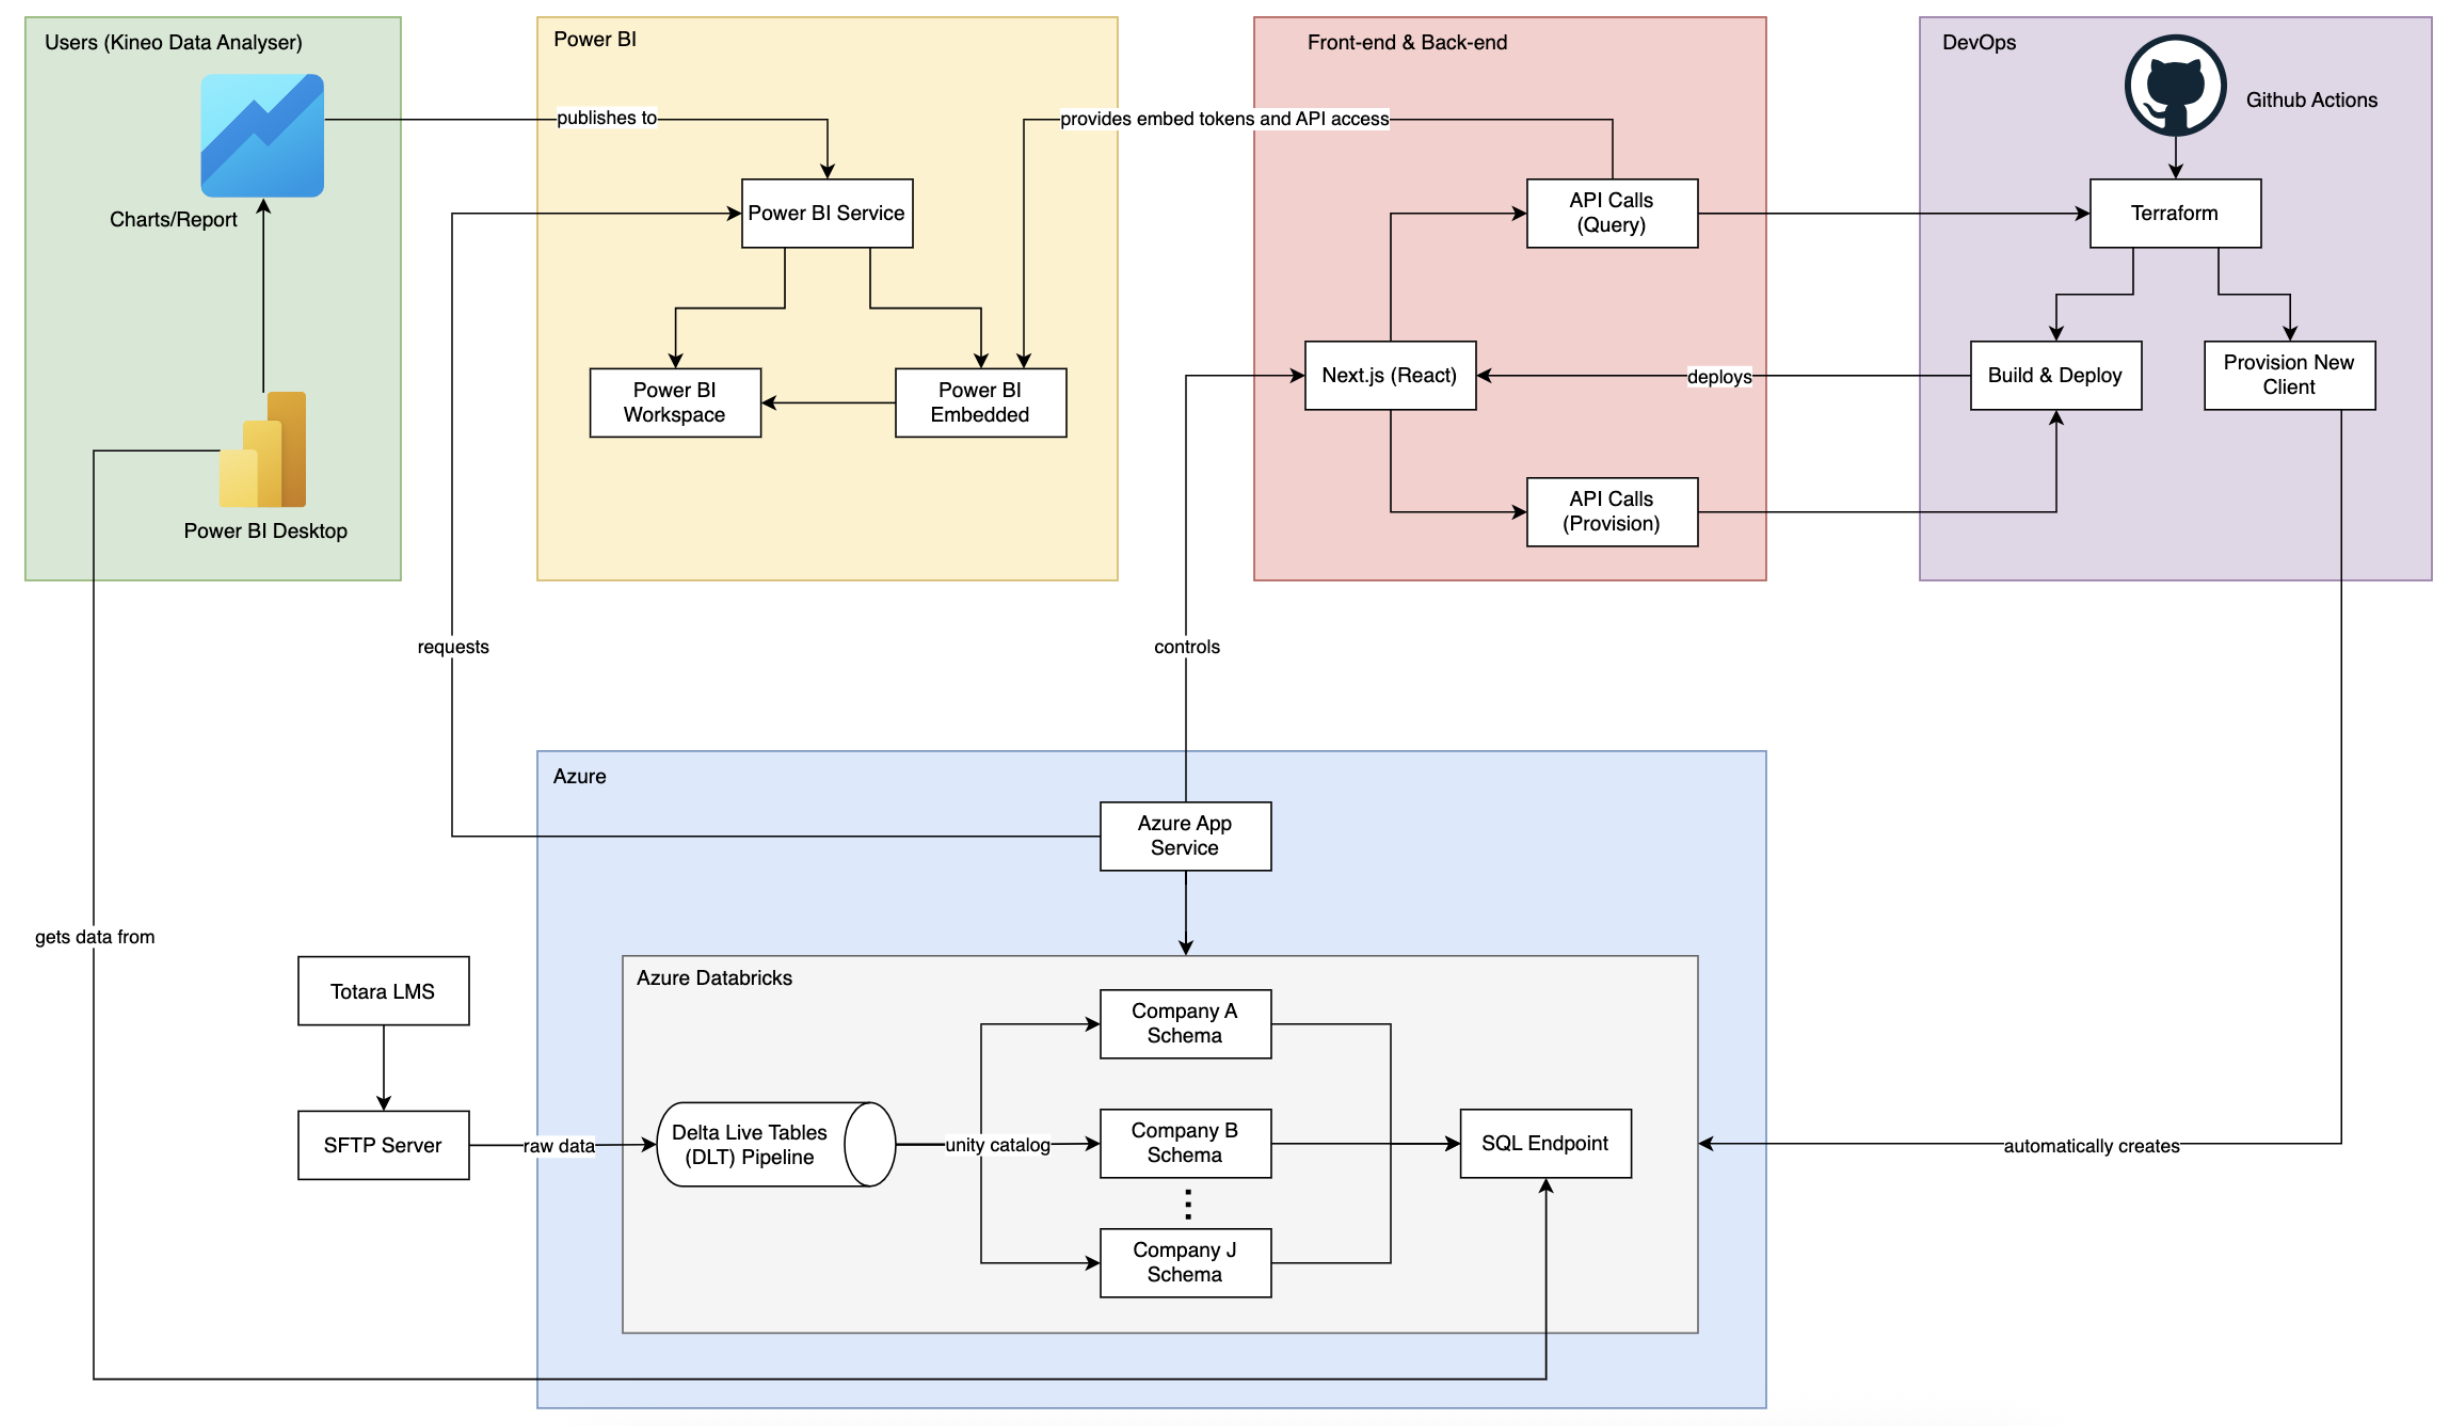 Users (Kineo Data Analyser)
Charts/Report
Power BI Desktop
Power BI
publishes to
Power BI Service
Power BI
Workspace
Power BI
Embedded
provides embed tokens and API access
Front-end & Back-end
API Calls
(Query)
Next.js (React)
API Calls
(Provision)
DevOps
Github Actions
Terraform
deploys
Build & Deploy
Provision New
Client
requests
controls
Azure
Azure App
Service
gets data from
Totara LMS
SFTP Server
raw data
Azure Databricks
Delta Live Tables
(DLT) Pipeline
unity catalog
Company A
Schema
Company B
Schema
Company J
Schema
SQL Endpoint
automatically creates